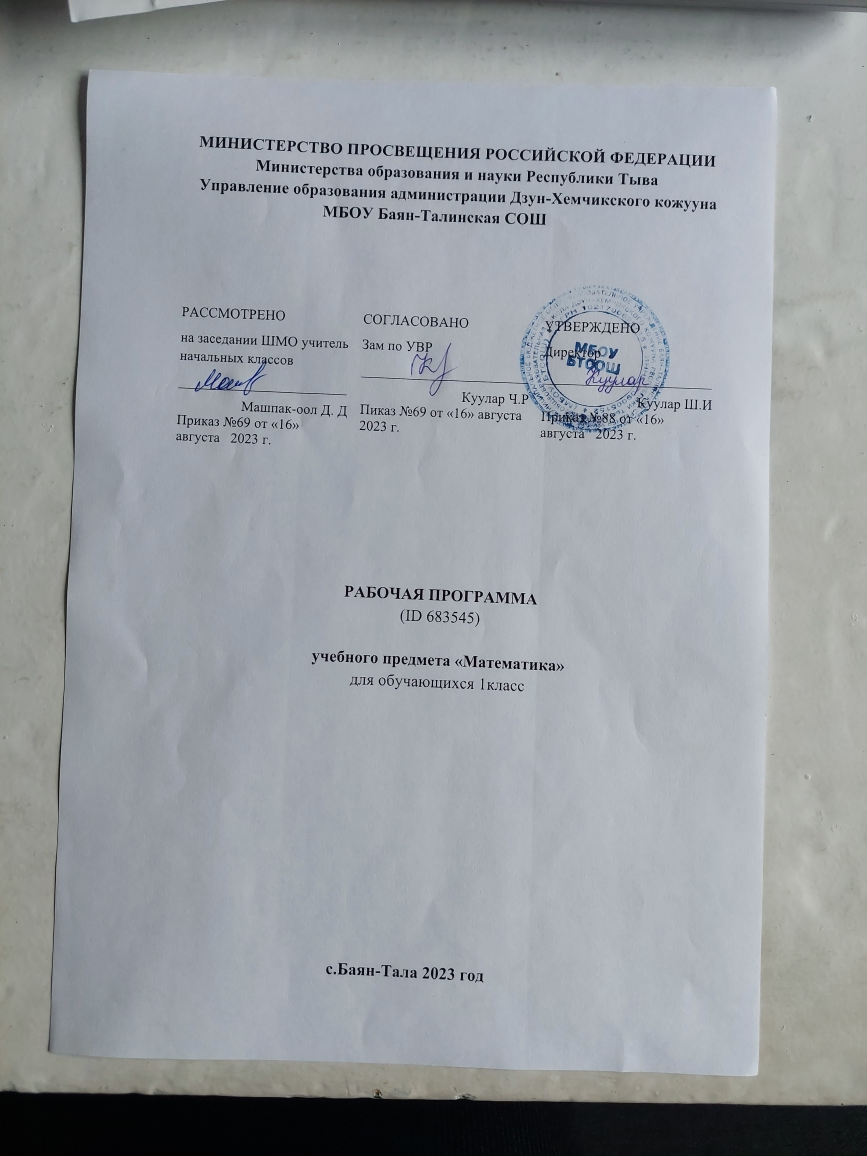 МИНИСТЕРСТВО ПРОСВЕЩЕНИЯ РОССИЙСКОЙ ФЕДЕРАЦИИ
Министерства образования и науки Республики Тыва
Управление образования администрации Дзун-Хемчикского кожууна
МБОУ Баян-Талинская СОШ
РАССМОТРЕНО
на заседании ШМО учитель
начальных классов
Машпак-оол Д. Д
Приказ №69 от «16»
августа 2023 г.
СОГЛАСОВАНО
Зам по УВР
Куулар Ч.Р
Пиказ №69 от «16» августа
2023 г.
УТВЕРЖДЕНО
Директор
МБОУ
БТСОШ
Куулар
Куулар Ш.И
Приказ №88 от «16»
августа 2023 г.
РАБОЧАЯ ПРОГРАММА
(ID 683545)
учебного предмета «Математика»
для обучающихся 1класс
с.Баян-Тала 2023 год